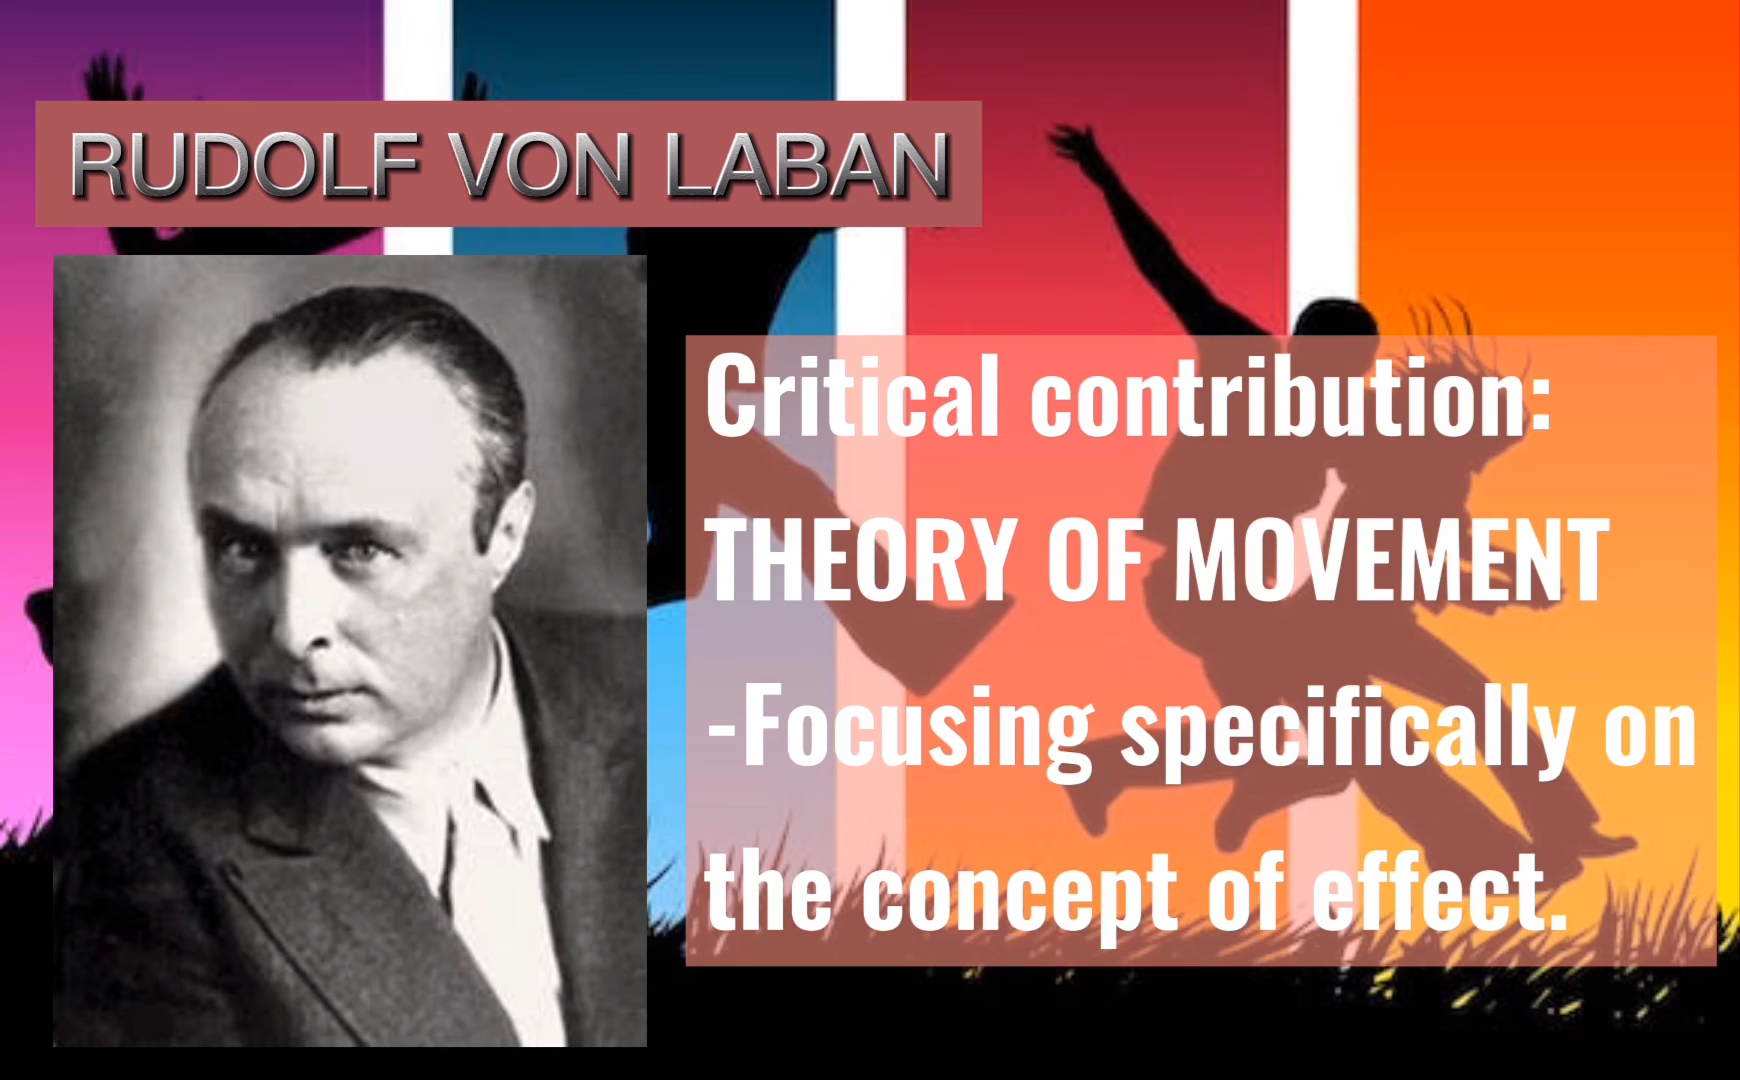 RUDOLF VON LABAN
Critical contribution:
THEORY OF MOVEMENT
-Focusing specifically on
the concept of effect.